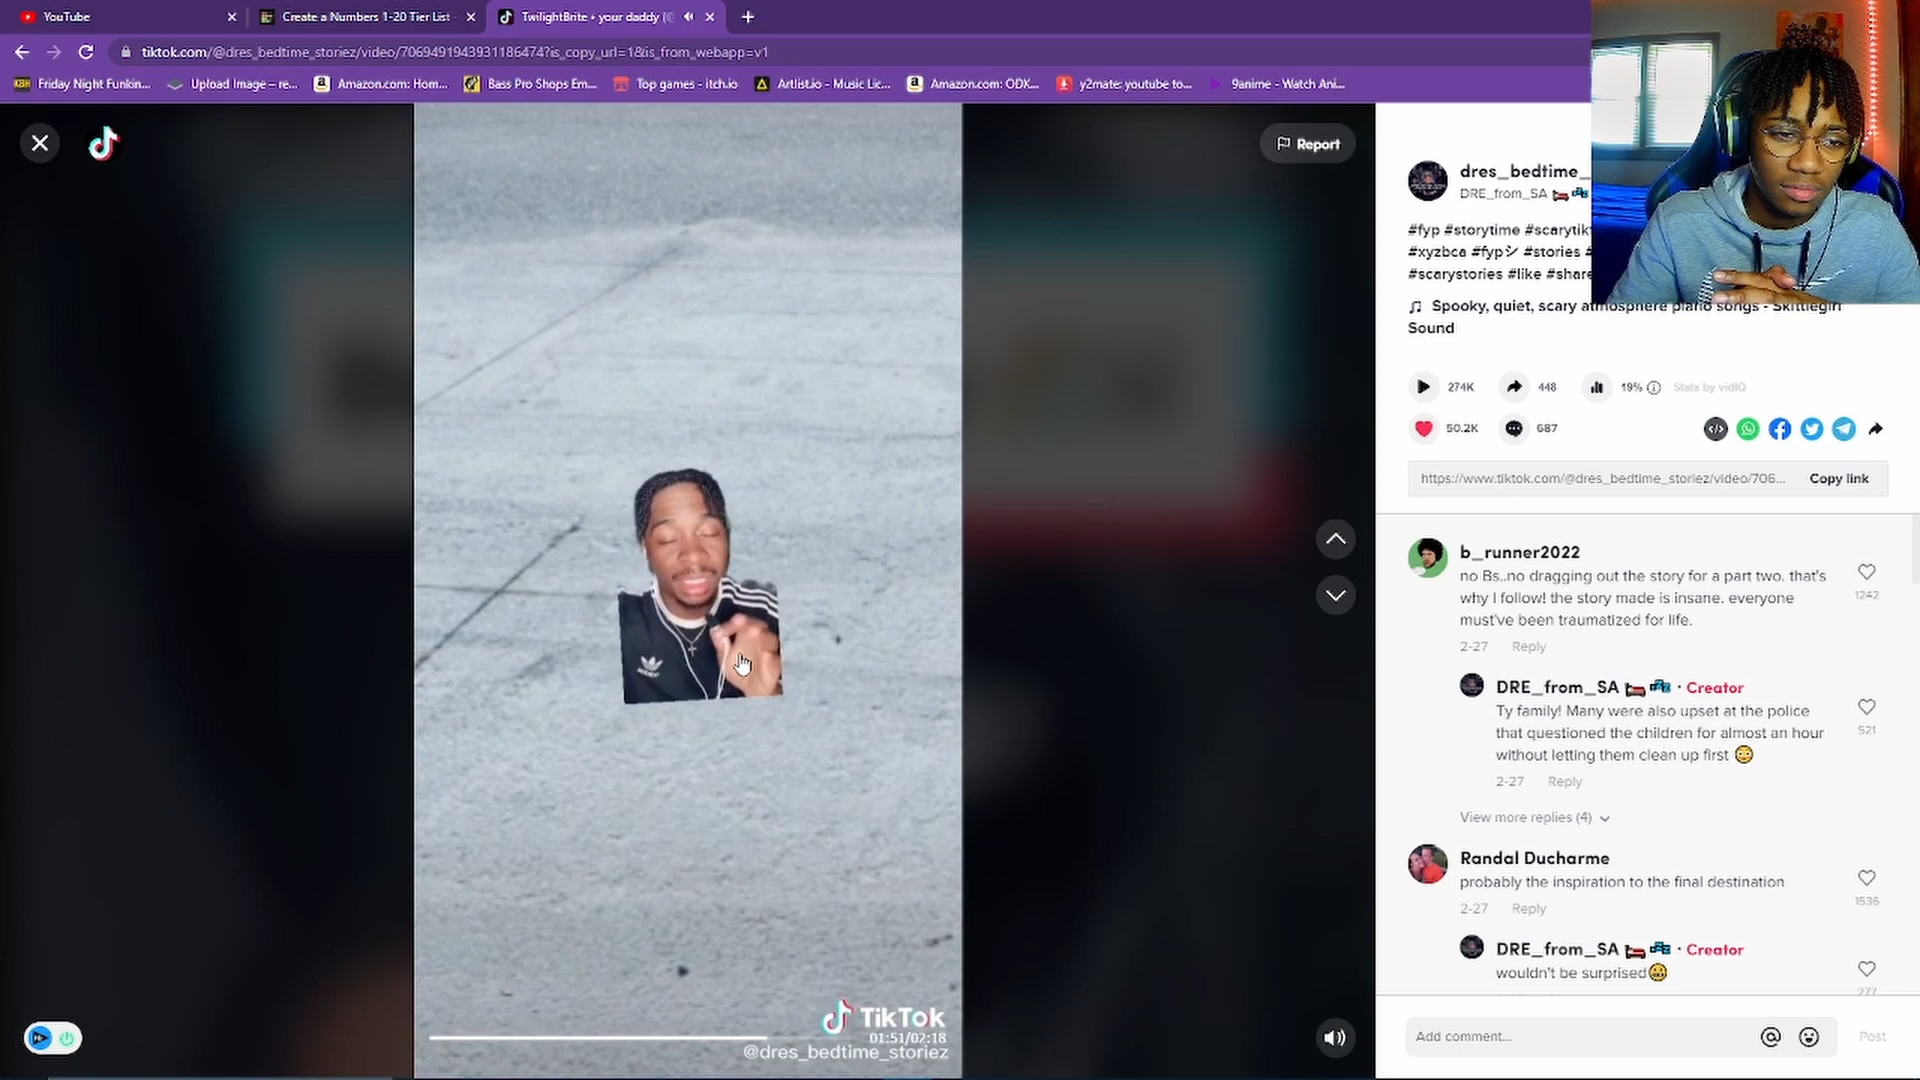 YouTube
Create a Numbers 1-20 Tier List
TwilightBrite • your daddy (
tiktok.com/@dres_bedtime_storiez/video/7069491943931186474?is_copy_url=1&is_from_webapp=v1
Friday Night Funkin...
Upload Image – re...
Amazon.com: Hom...
Bass Pro Shops Em...
Top games - itch.io
Artlist.io - Music Lic...
Amazon.com: ODK...
y2mate: youtube to...
9anime - Watch Ani...
Report
dres_bedtime_
DRE_from_SA
#fyp #storytime #scarytik
#xyzbca #fypシ #stories #
#scarystories #like #share
Spooky, quiet, scary atmosphere piano songs - Skittlegirl
Sound
274K
448
19%
Stats by vidIQ
50.2K
687
https://www.tiktok.com/@dres_bedtime_storiez/video/706...
Copy link
b_runner2022
no Bs..no dragging out the story for a part two. that's
why I follow! the story made is insane. everyone
must've been traumatized for life.
1242
2-27 Reply
DRE_from_SA 🛏️ · Creator
Ty family! Many were also upset at the police
that questioned the children for almost an hour
without letting them clean up first 😳
521
2-27 Reply
View more replies (4)
Randal Ducharme
probably the inspiration to the final destination
1536
2-27 Reply
DRE_from_SA 🛏️ · Creator
wouldn't be surprised😬
277
TikTok
01:51/02:18
@dres_bedtime_storiez
Add comment...
Post